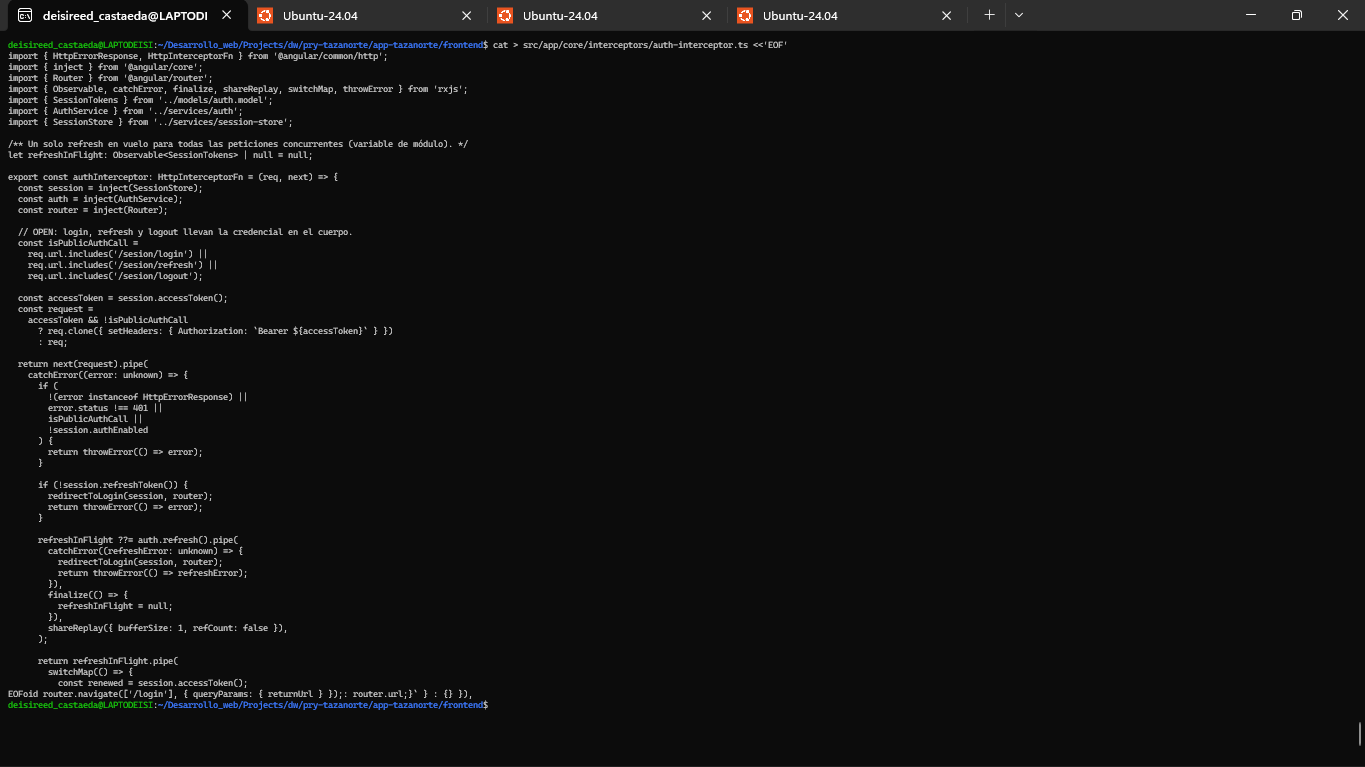 deisireed_castaeda@LAPTODI
Ubuntu-24.04
Ubuntu-24.04
Ubuntu-24.04
deisireed_castaeda@LAPTODEISI:~/Desarrollo_web/Projects/dw/pry-tazanorte/app-tazanorte/frontend$ cat > src/app/core/interceptors/auth-interceptor.ts <<'EOF'
import { HttpErrorResponse, HttpInterceptorFn } from '@angular/common/http';
import { inject } from '@angular/core';
import { Router } from '@angular/router';
import { Observable, catchError, finalize, shareReplay, switchMap, throwError } from 'rxjs';
import { SessionTokens } from '../models/auth.model';
import { AuthService } from '../services/auth';
import { SessionStore } from '../services/session-store';

/** Un solo refresh en vuelo para todas las peticiones concurrentes (variable de módulo). */
let refreshInFlight: Observable<SessionTokens> | null = null;

export const authInterceptor: HttpInterceptorFn = (req, next) => {
  const session = inject(SessionStore);
  const auth = inject(AuthService);
  const router = inject(Router);

  // OPEN: login, refresh y logout llevan la credencial en el cuerpo.
  const isPublicAuthCall =
    req.url.includes('/sesion/login') ||
    req.url.includes('/sesion/refresh') ||
    req.url.includes('/sesion/logout');

  const accessToken = session.accessToken();
  const request =
    accessToken && !isPublicAuthCall
      ? req.clone({ setHeaders: { Authorization: `Bearer ${accessToken}` } })
      : req;

  return next(request).pipe(
    catchError((error: unknown) => {
      if (
        !(error instanceof HttpErrorResponse) ||
        error.status !== 401 ||
        isPublicAuthCall ||
        !session.authEnabled
      ) {
        return throwError(() => error);
      }

      if (!session.refreshToken()) {
        redirectToLogin(session, router);
        return throwError(() => error);
      }

      refreshInFlight ??= auth.refresh().pipe(
        catchError((refreshError: unknown) => {
          redirectToLogin(session, router);
          return throwError(() => refreshError);
        }),
        finalize(() => {
          refreshInFlight = null;
        }),
        shareReplay({ bufferSize: 1, refCount: false }),
      );

      return refreshInFlight.pipe(
        switchMap(() => {
          const renewed = session.accessToken();
EOFoid router.navigate(['/login'], { queryParams: { returnUrl } });: router.url;}` } : {} }),
deisireed_castaeda@LAPTODEISI:~/Desarrollo_web/Projects/dw/pry-tazanorte/app-tazanorte/frontend$